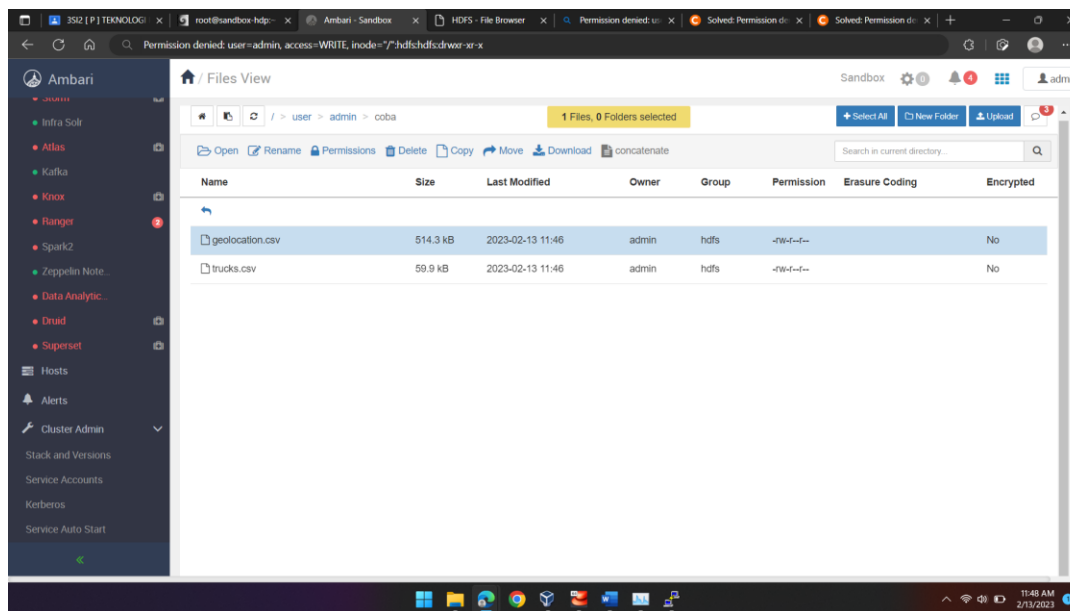 3SI2 [ P ] TEKNOLOGI
root@sandbox-hdp:~
Ambari - Sandbox
HDFS - File Browser
Permission denied: us
Solved: Permission de
Solved: Permission de
Permission denied: user=admin, access=WRITE, inode="/":hdfs:hdfs:drwxr-xr-x
Ambari
/ Files View
Sandbox
0
4
adm
Storm
Infra Solr
Atlas
Kafka
Knox
Ranger
2
Spark2
Zeppelin Note...
Data Analytic...
Druid
Superset
Hosts
Alerts
Cluster Admin
Stack and Versions
Service Accounts
Kerberos
Service Auto Start
/ > user > admin > coba
1 Files, 0 Folders selected
Select All
New Folder
Upload
3
Open Rename Permissions Delete Copy Move Download concatenate
Search in current directory...
Name Size Last Modified Owner Group Permission Erasure Coding Encrypted
geolocation.csv 514.3 kB 2023-02-13 11:46 admin hdfs -rw-r--r-- No
trucks.csv 59.9 kB 2023-02-13 11:46 admin hdfs -rw-r--r-- No
11:48 AM
2/13/2023